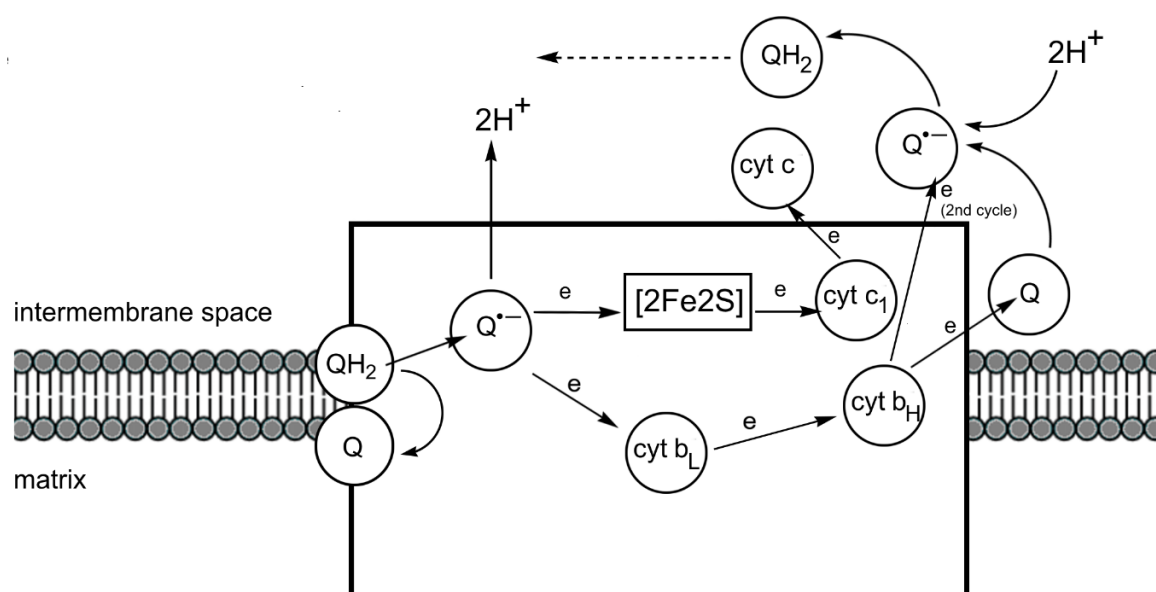 QH2
2H+
2H+
Q•–
cyt c
e
(2nd cycle)
e
intermembrane space
Q•–
e
[2Fe2S]
e
cyt c1
Q
QH2
e
e
cyt bH
Q
cyt bL
e
matrix